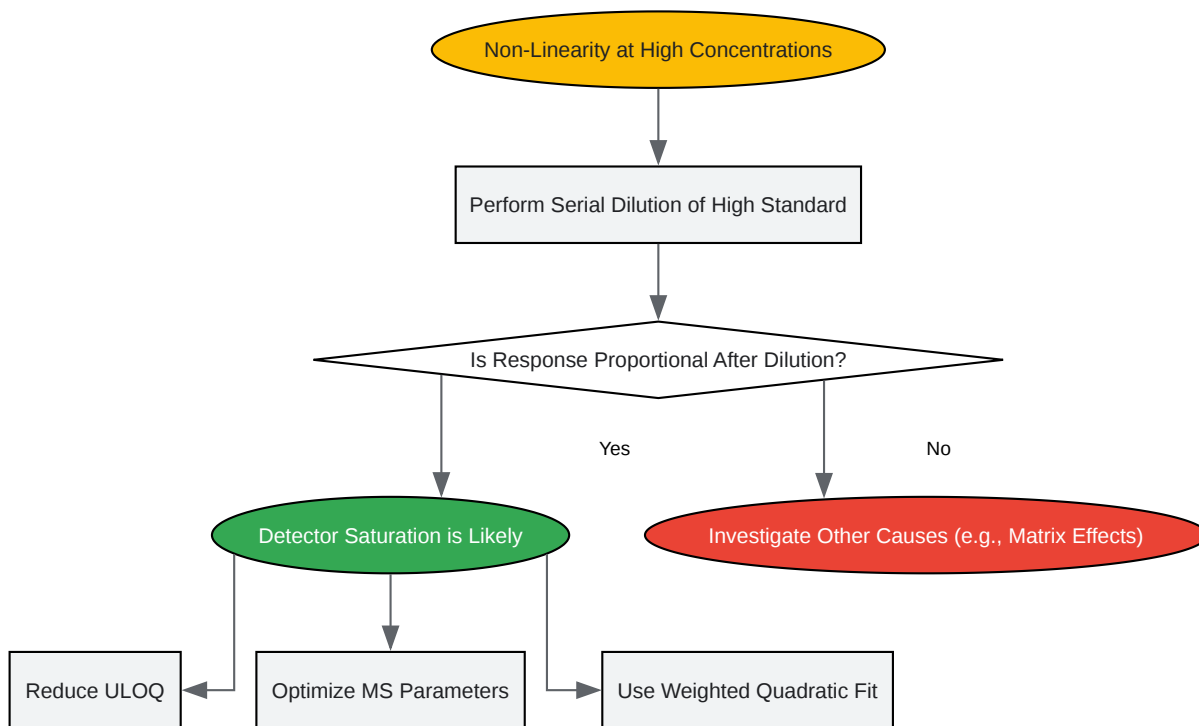 Non-Linearity at High Concentrations
Perform Serial Dilution of High Standard
Is Response Proportional After Dilution?
Yes
No
Detector Saturation is Likely
Investigate Other Causes (e.g., Matrix Effects)
Reduce ULOQ
Optimize MS Parameters
Use Weighted Quadratic Fit